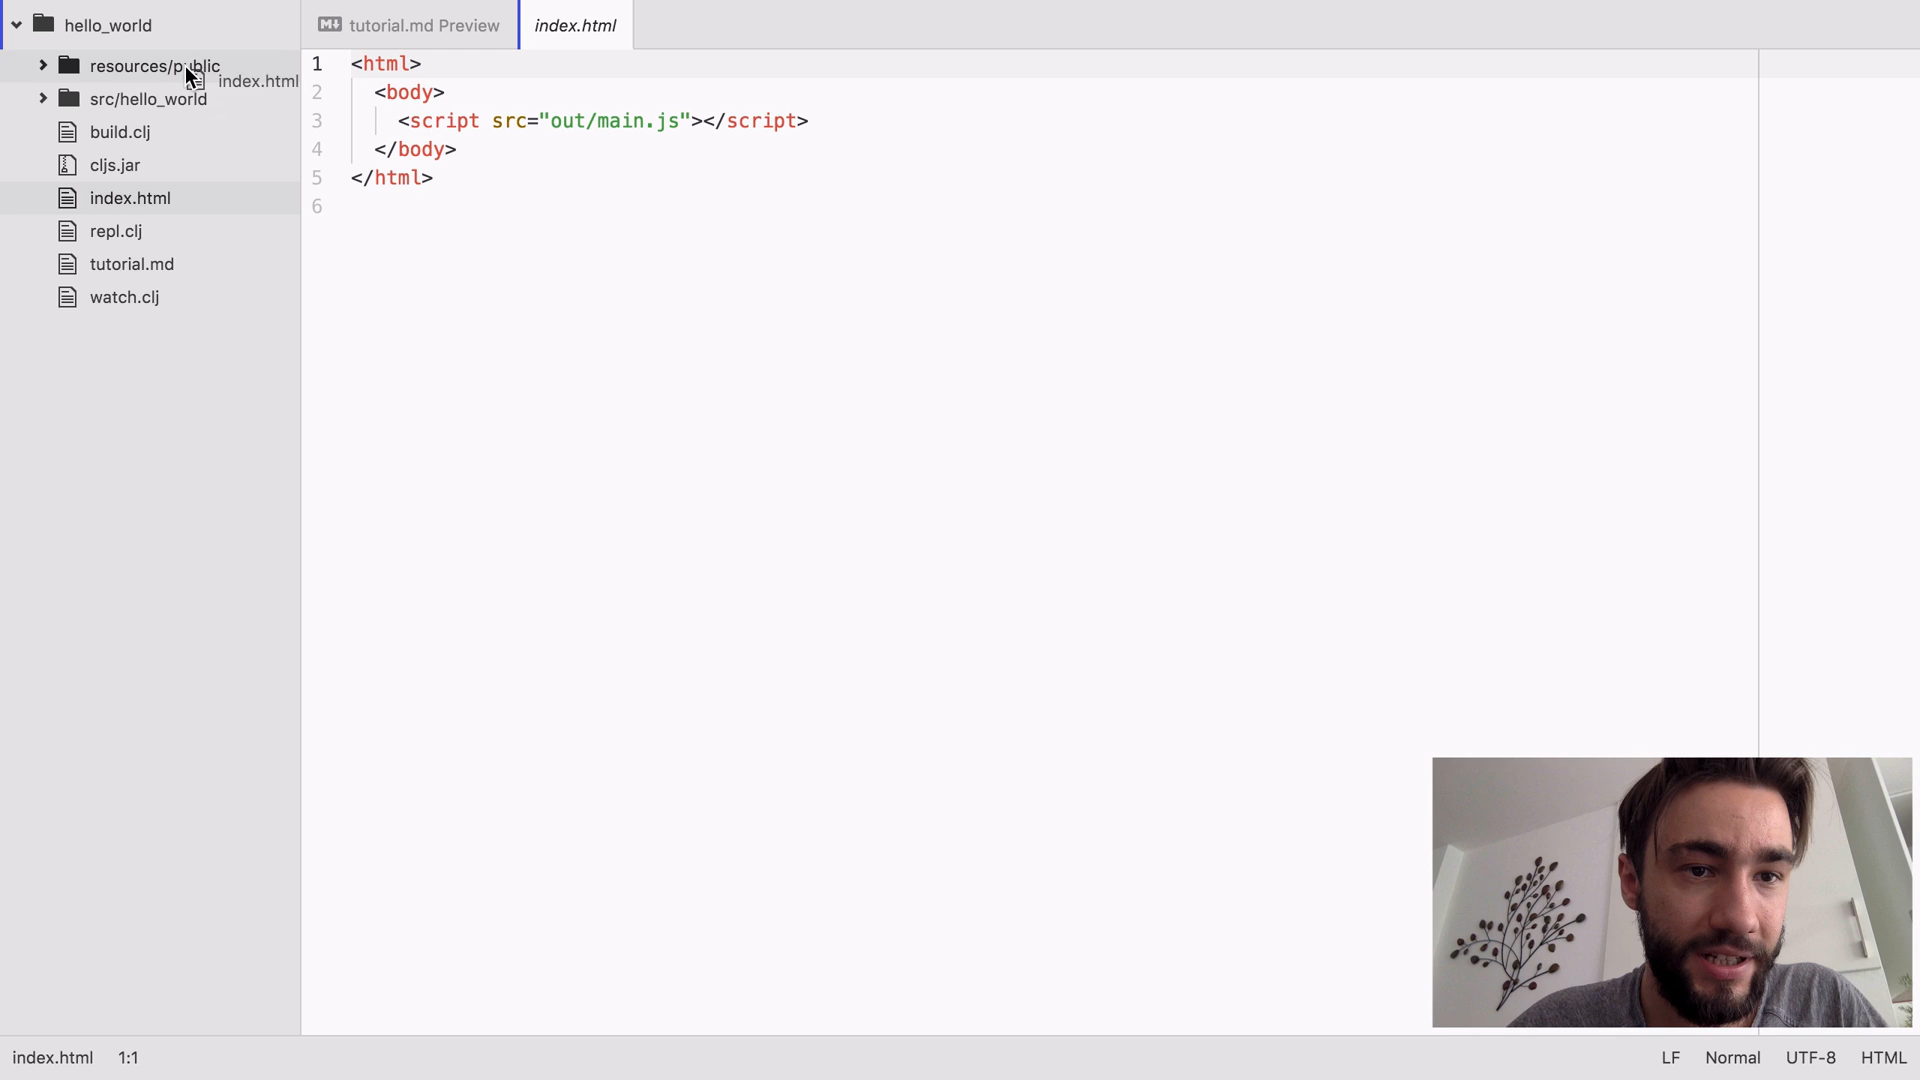 hello_world
resources/public
index.html
src/hello_world
build.clj
cljs.jar
index.html
repl.clj
tutorial.md
watch.clj
tutorial.md Preview
index.html
1 <html>
2 <body>
3 <script src="out/main.js"></script>
4 </body>
5 </html>
6
index.html 1:1
LF Normal UTF-8 HTML